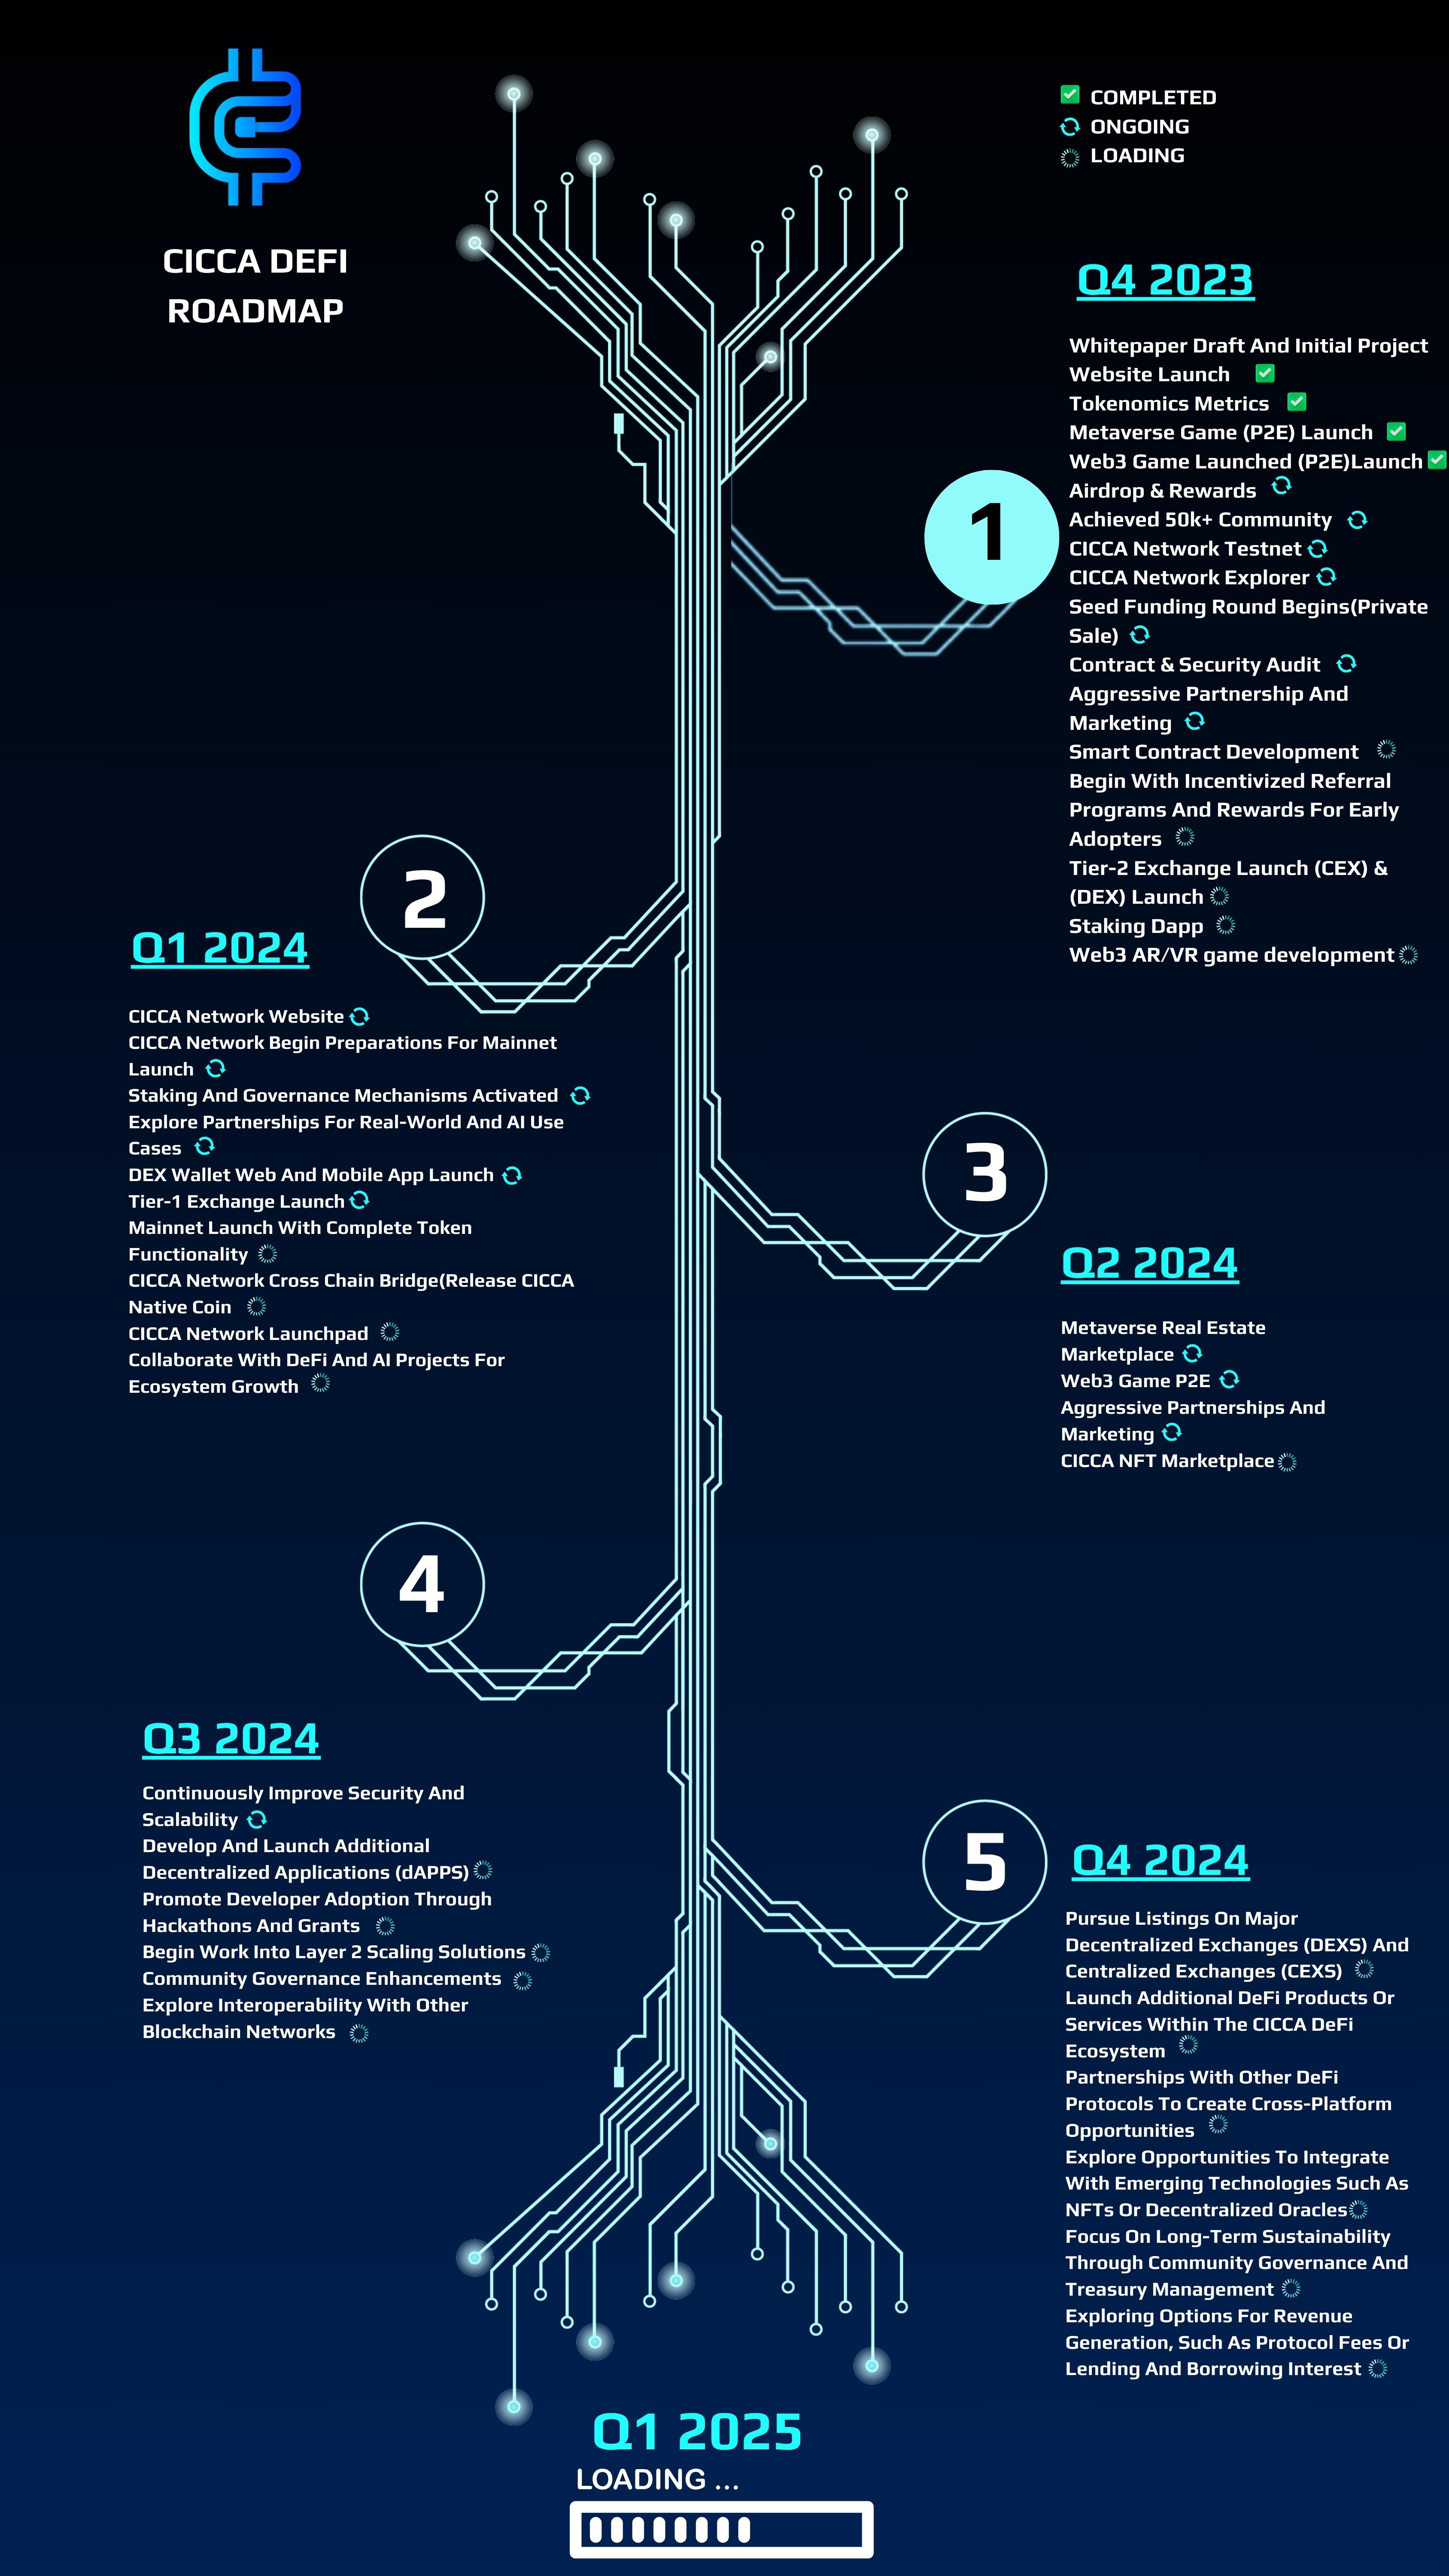 CICCA DEFI
ROADMAP
COMPLETED
ONGOING
LOADING
Q4 2023
Whitepaper Draft And Initial Project
Website Launch
Tokenomics Metrics
Metaverse Game (P2E) Launch
Web3 Game Launched (P2E)Launch
Airdrop & Rewards
Achieved 50k+ Community
CICCA Network Testnet
CICCA Network Explorer
Seed Funding Round Begins(Private
Sale)
Contract & Security Audit
Aggressive Partnership And
Marketing
Smart Contract Development
Begin With Incentivized Referral
Programs And Rewards For Early
Adopters
Tier-2 Exchange Launch (CEX) &
(DEX) Launch
Staking Dapp
Web3 AR/VR game development
1
2
Q1 2024
CICCA Network Website
CICCA Network Begin Preparations For Mainnet
Launch
Staking And Governance Mechanisms Activated
Explore Partnerships For Real-World And AI Use
Cases
DEX Wallet Web And Mobile App Launch
Tier-1 Exchange Launch
Mainnet Launch With Complete Token
Functionality
CICCA Network Cross Chain Bridge(Release CICCA
Native Coin
CICCA Network Launchpad
Collaborate With DeFi And AI Projects For
Ecosystem Growth
3
Q2 2024
Metaverse Real Estate
Marketplace
Web3 Game P2E
Aggressive Partnerships And
Marketing
CICCA NFT Marketplace
4
Q3 2024
Continuously Improve Security And
Scalability
Develop And Launch Additional
Decentralized Applications (dAPPS)
Promote Developer Adoption Through
Hackathons And Grants
Begin Work Into Layer 2 Scaling Solutions
Community Governance Enhancements
Explore Interoperability With Other
Blockchain Networks
5
Q4 2024
Pursue Listings On Major
Decentralized Exchanges (DEXS) And
Centralized Exchanges (CEXS)
Launch Additional DeFi Products Or
Services Within The CICCA DeFi
Ecosystem
Partnerships With Other DeFi
Protocols To Create Cross-Platform
Opportunities
Explore Opportunities To Integrate
With Emerging Technologies Such As
NFTs Or Decentralized Oracles
Focus On Long-Term Sustainability
Through Community Governance And
Treasury Management
Exploring Options For Revenue
Generation, Such As Protocol Fees Or
Lending And Borrowing Interest
Q1 2025
LOADING ...